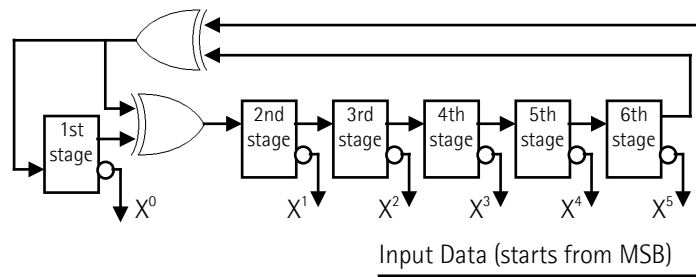 1st
stage
2nd
stage
3rd
stage
4th
stage
5th
stage
6th
stage
X⁰
X¹
X²
X³
X⁴
X⁵
Input Data (starts from MSB)